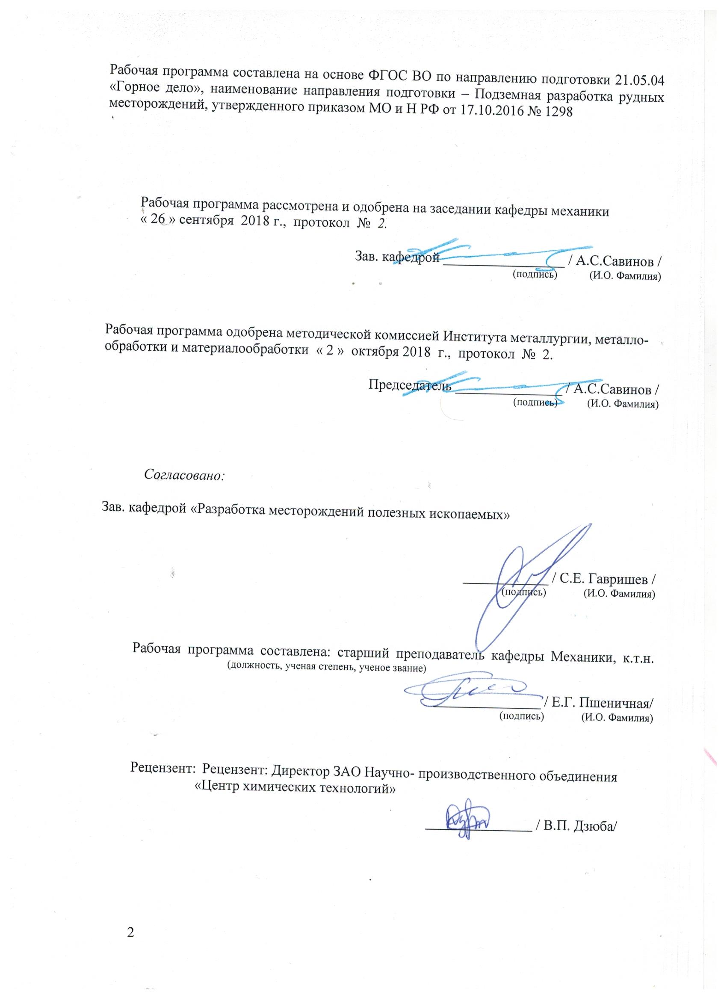 Рабочая программа составлена на основе ФГОС ВО по направлению подготовки 21.05.04
«Горное дело», наименование направления подготовки – Подземная разработка рудных
месторождений, утвержденного приказом МО и Н РФ от 17.10.2016 № 1298
Рабочая программа рассмотрена и одобрена на заседании кафедры механики
« 26 » сентября 2018 г., протокол № 2.
Зав. кафедрой ________________ / А.С.Савинов /
(подпись) (И.О. Фамилия)
Рабочая программа одобрена методической комиссией Института металлургии, металло-
обработки и материалообработки « 2 » октября 2018 г., протокол № 2.
Председатель ______________ / А.С.Савинов /
(подпись) (И.О. Фамилия)
Согласовано:
Зав. кафедрой «Разработка месторождений полезных ископаемых»
____________ / С.Е. Гавришев /
(подпись) (И.О. Фамилия)
Рабочая программа составлена: старший преподаватель кафедры Механики, к.т.н.
(должность, ученая степень, ученое звание)
_______________ / Е.Г. Пшеничная/
(подпись) (И.О. Фамилия)
Рецензент: Рецензент: Директор ЗАО Научно- производственного объединения
«Центр химических технологий»
_______________ / В.П. Дзюба/
2